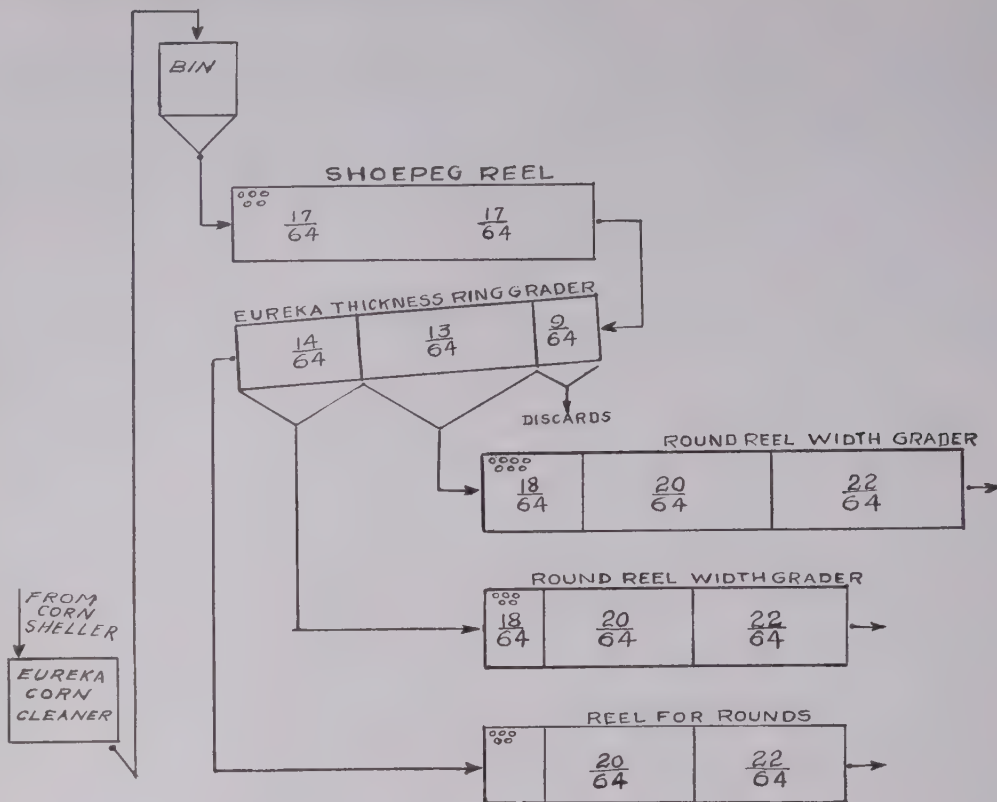 BIN
SHOEPEG REEL
17/64 17/64
EUREKA THICKNESS RING GRADER
14/64 13/64 9/64
DISCARDS
ROUND REEL WIDTH GRADER
18/64 20/64 22/64
ROUND REEL WIDTH GRADER
18/64 20/64 22/64
FROM
CORN
SHELLER
EUREKA
CORN
CLEANER
REEL FOR ROUNDS
20/64 22/64